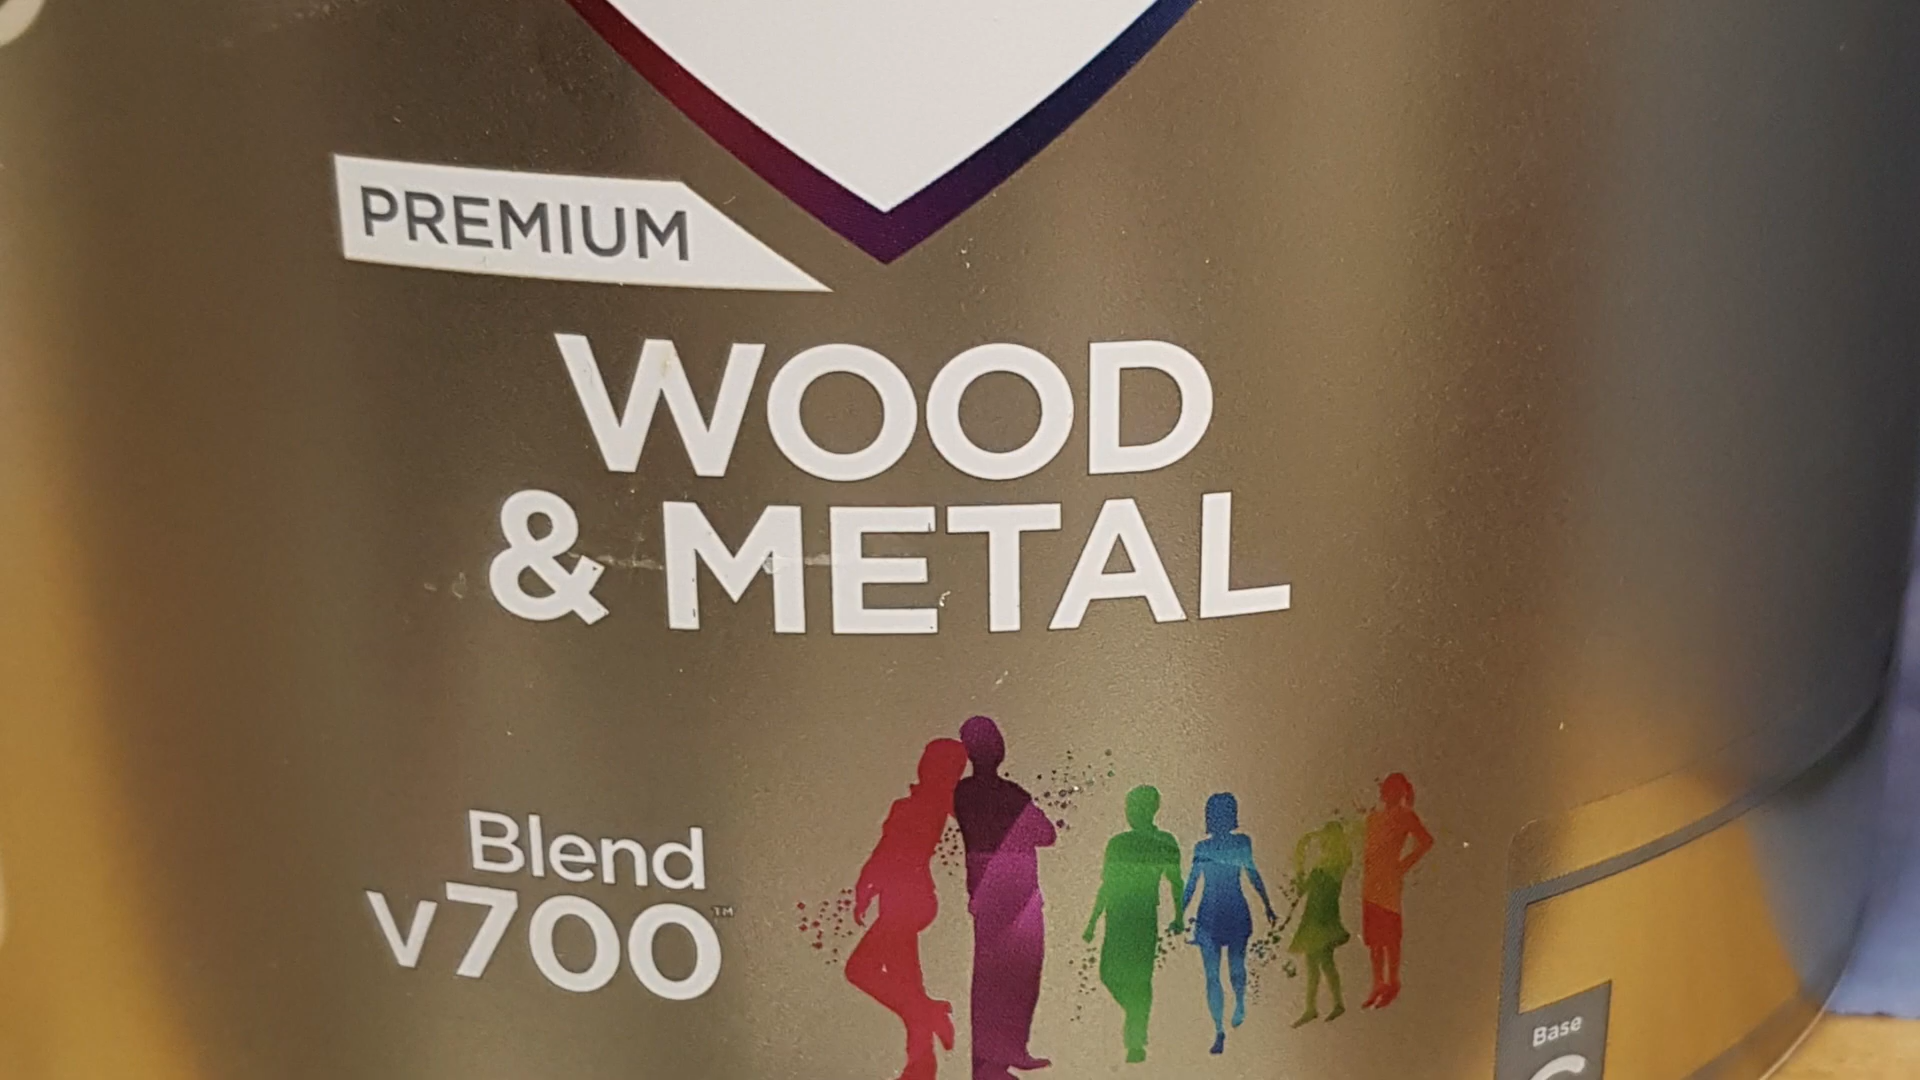 PREMIUM
WOOD
& METAL
Blend
v700™
Base